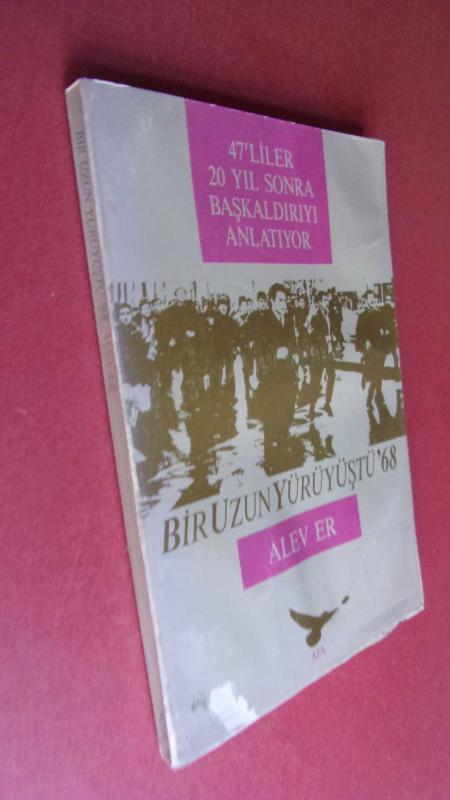 47'LİLER
20 YIL SONRA
BAŞKALDIRIYI
ANLATIYOR
BİR UZUN YÜRÜYÜŞTÜ '68
ALEV ER
AFA
BİR UZUN YÜRÜYÜŞTÜ '68 ALEV ER